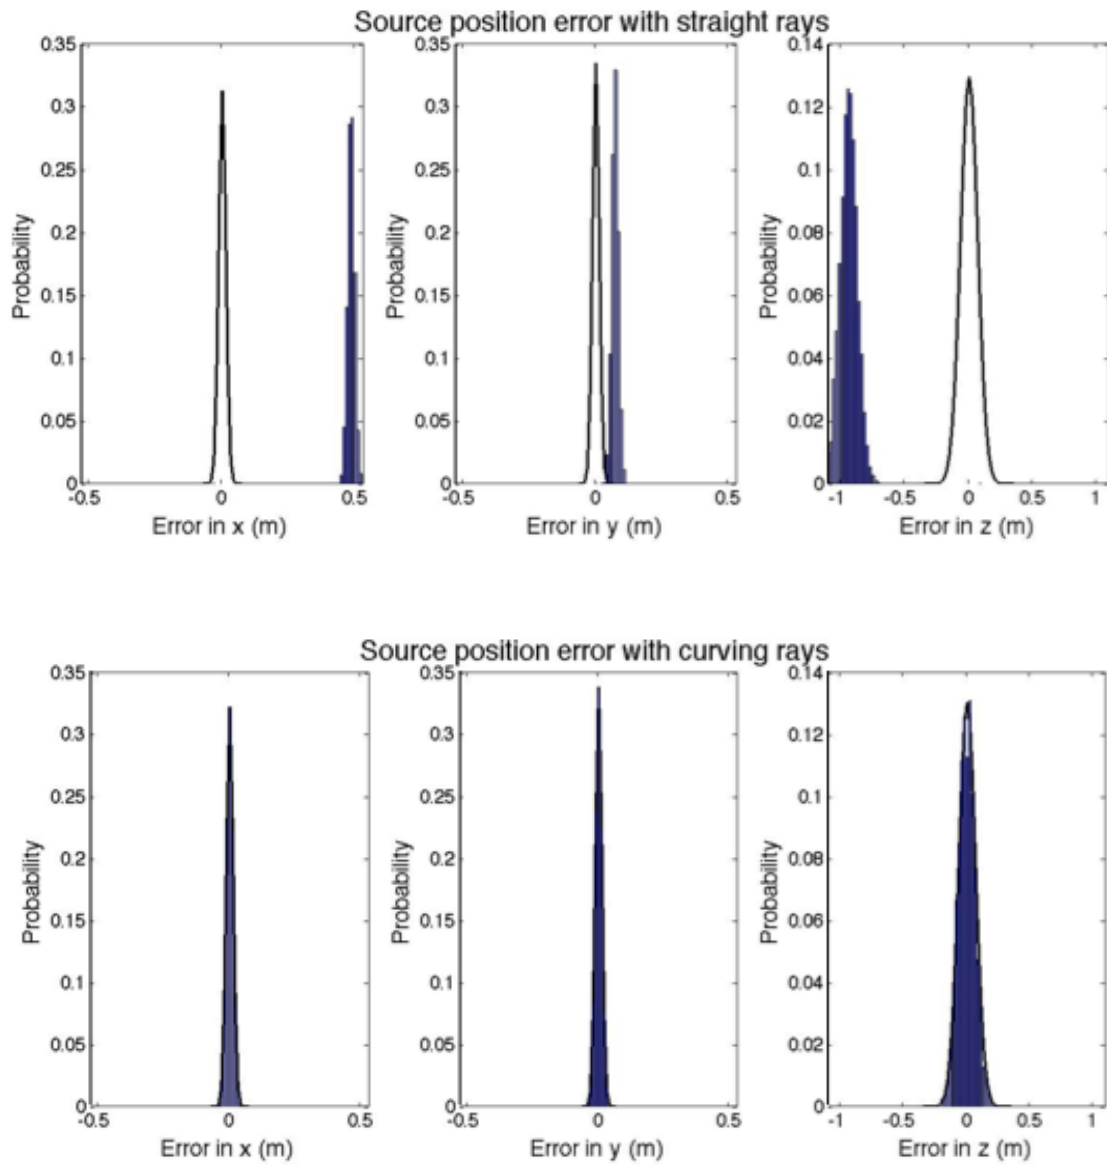 Source position error with straight rays
0.35 0.35 0.14
0.3 0.3 0.12
0.25 0.25 0.1
0.2 0.2 0.08
0.15 0.15 0.06
0.1 0.1 0.04
0.05 0.05 0.02
0 0 0
Probability Probability Probability
-0.5 0 0.5 -0.5 0 0.5 -1 -0.5 0 0.5 1
Error in x (m) Error in y (m) Error in z (m)
Source position error with curving rays
0.35 0.35 0.14
0.3 0.3 0.12
0.25 0.25 0.1
0.2 0.2 0.08
0.15 0.15 0.06
0.1 0.1 0.04
0.05 0.05 0.02
0 0 0
Probability Probability Probability
-0.5 0 0.5 -0.5 0 0.5 -1 -0.5 0 0.5 1
Error in x (m) Error in y (m) Error in z (m)